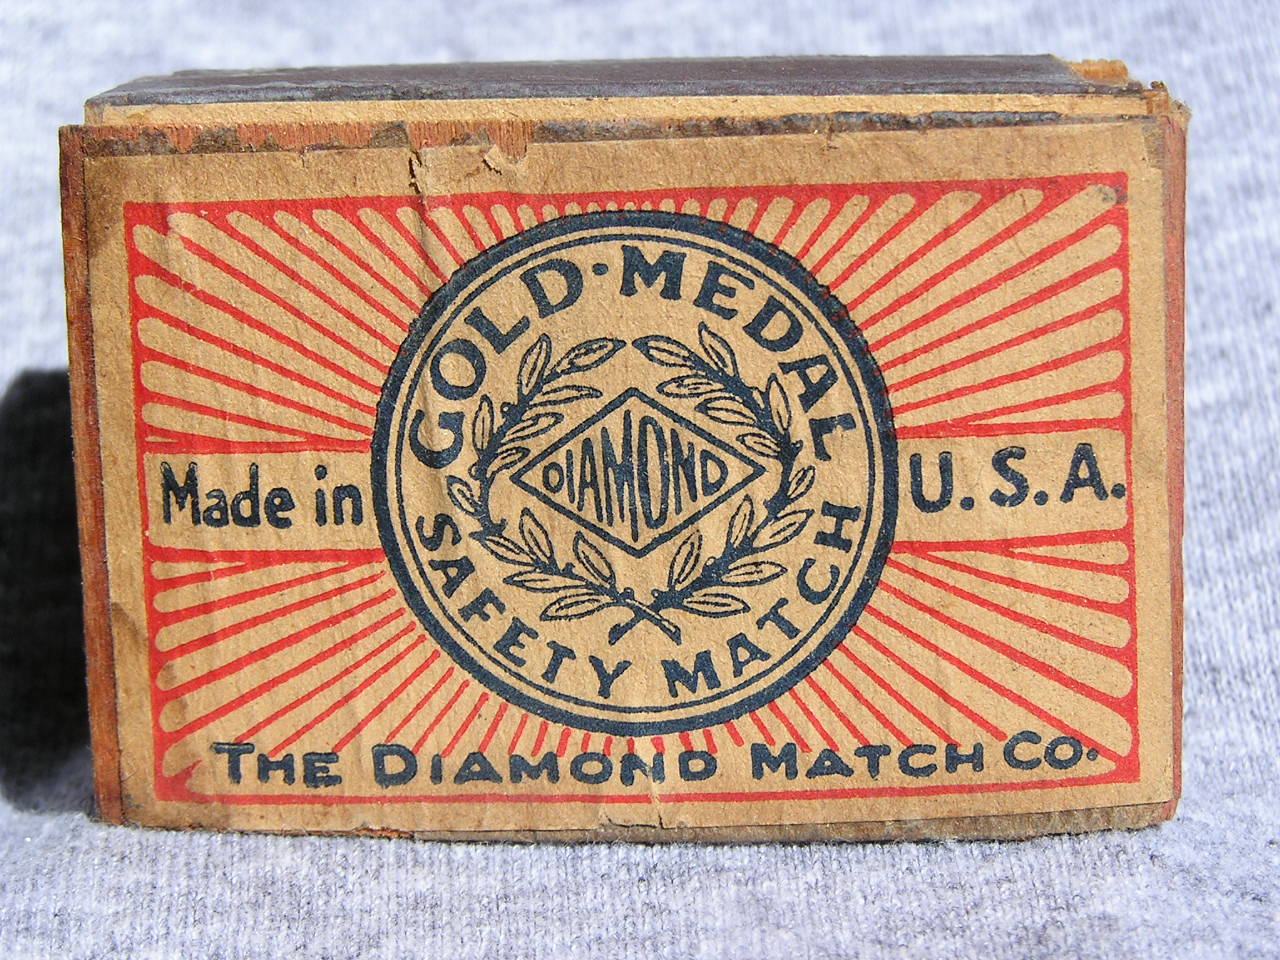 GOLD·MEDAL
DIAMOND
SAFETY MATCH
Made in U.S.A.
THE DIAMOND MATCH CO.